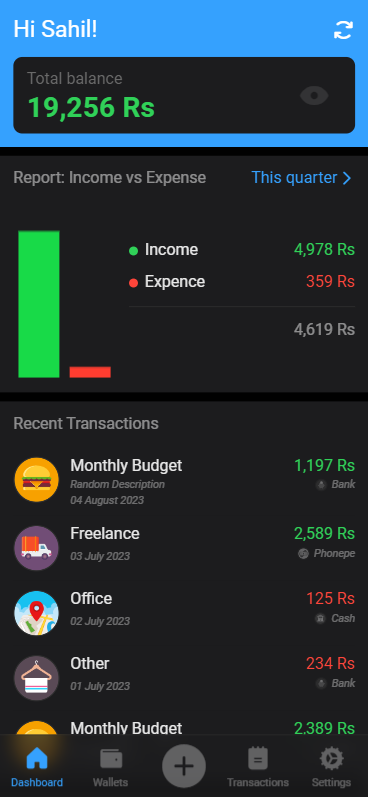 Hi Sahil!
Total balance
19,256 Rs
Report: Income vs Expense This quarter
Income 4,978 Rs
Expence 359 Rs
4,619 Rs
Recent Transactions
Monthly Budget 1,197 Rs
Random Description Bank
04 August 2023
Freelance 2,589 Rs
03 July 2023 Phonepe
Office 125 Rs
02 July 2023 Cash
Other 234 Rs
01 July 2023 Bank
Monthly Budget 2,389 Rs
Dashboard Wallets Transactions Settings